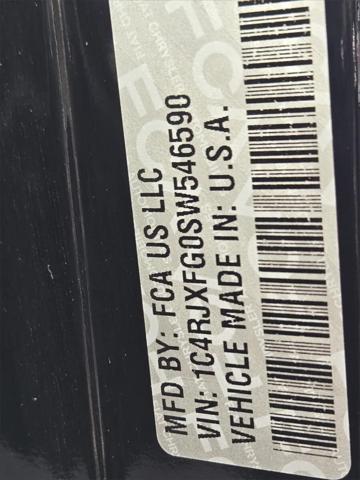 MFD BY: FCA US LLC
VIN: 1C4RJXFG0SW546590
VEHICLE MADE IN: U.S.A.